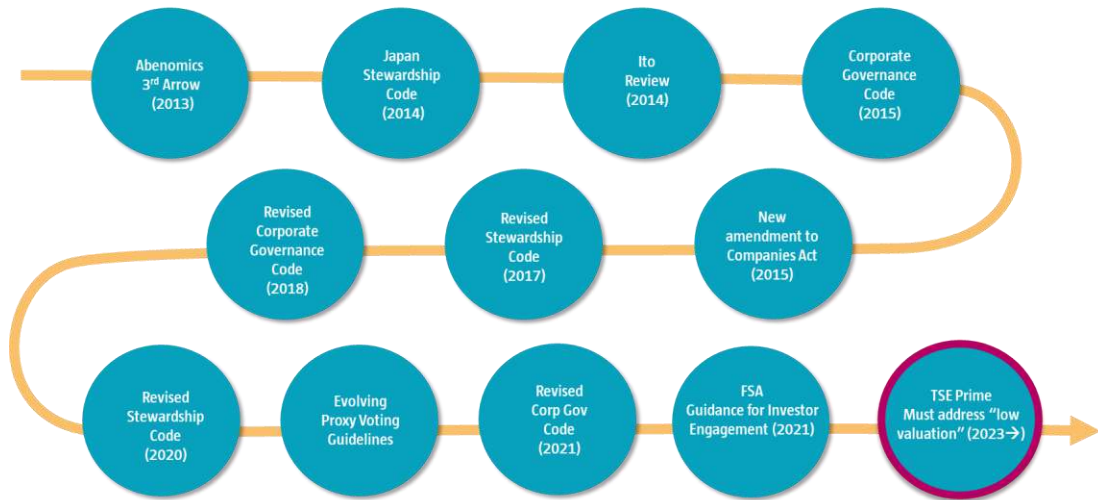 Abenomics
3rd Arrow
(2013)
Japan
Stewardship
Code
(2014)
Ito
Review
(2014)
Corporate
Governance
Code
(2015)
New
amendment to
Companies Act
(2015)
Revised
Stewardship
Code
(2017)
Revised
Corporate
Governance
Code
(2018)
Revised
Stewardship
Code
(2020)
Evolving
Proxy Voting
Guidelines
Revised
Corp Gov
Code
(2021)
FSA
Guidance for Investor
Engagement (2021)
TSE Prime
Must address “low
valuation” (2023→)